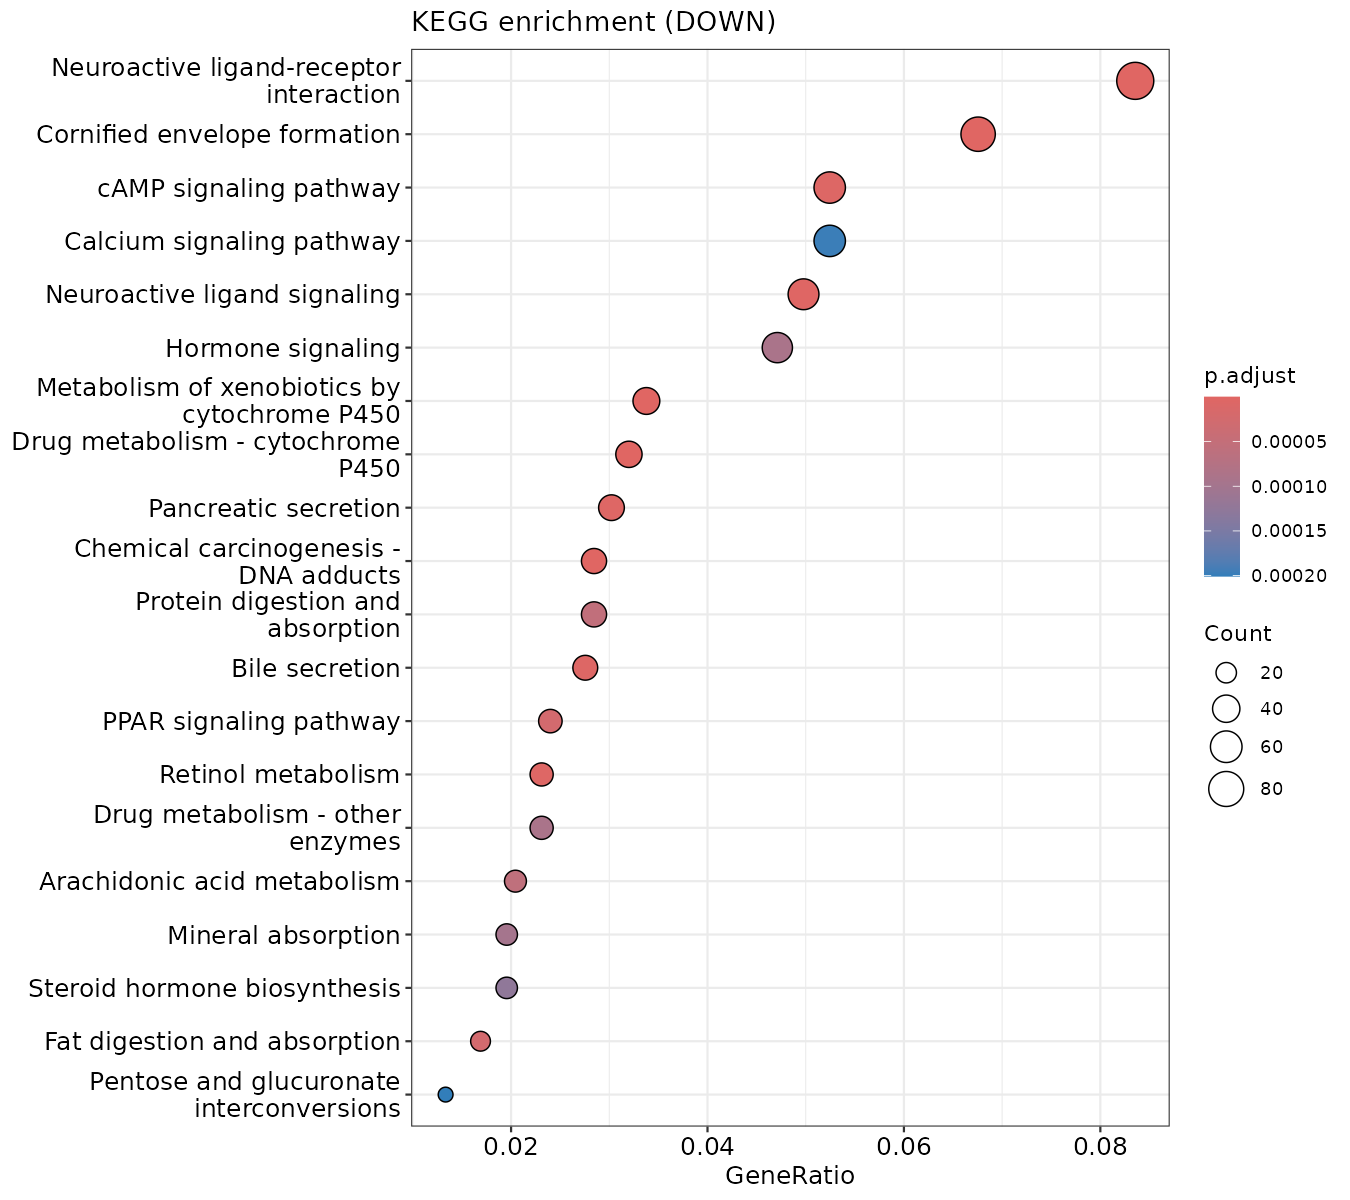 KEGG enrichment (DOWN)
Neuroactive ligand-receptor
interaction
Cornified envelope formation
cAMP signaling pathway
Calcium signaling pathway
Neuroactive ligand signaling
Hormone signaling
Metabolism of xenobiotics by
cytochrome P450
Drug metabolism - cytochrome
P450
Pancreatic secretion
Chemical carcinogenesis -
DNA adducts
Protein digestion and
absorption
Bile secretion
PPAR signaling pathway
Retinol metabolism
Drug metabolism - other
enzymes
Arachidonic acid metabolism
Mineral absorption
Steroid hormone biosynthesis
Fat digestion and absorption
Pentose and glucuronate
interconversions
0.02 0.04 0.06 0.08
GeneRatio
p.adjust
0.00005
0.00010
0.00015
0.00020
Count
20
40
60
80